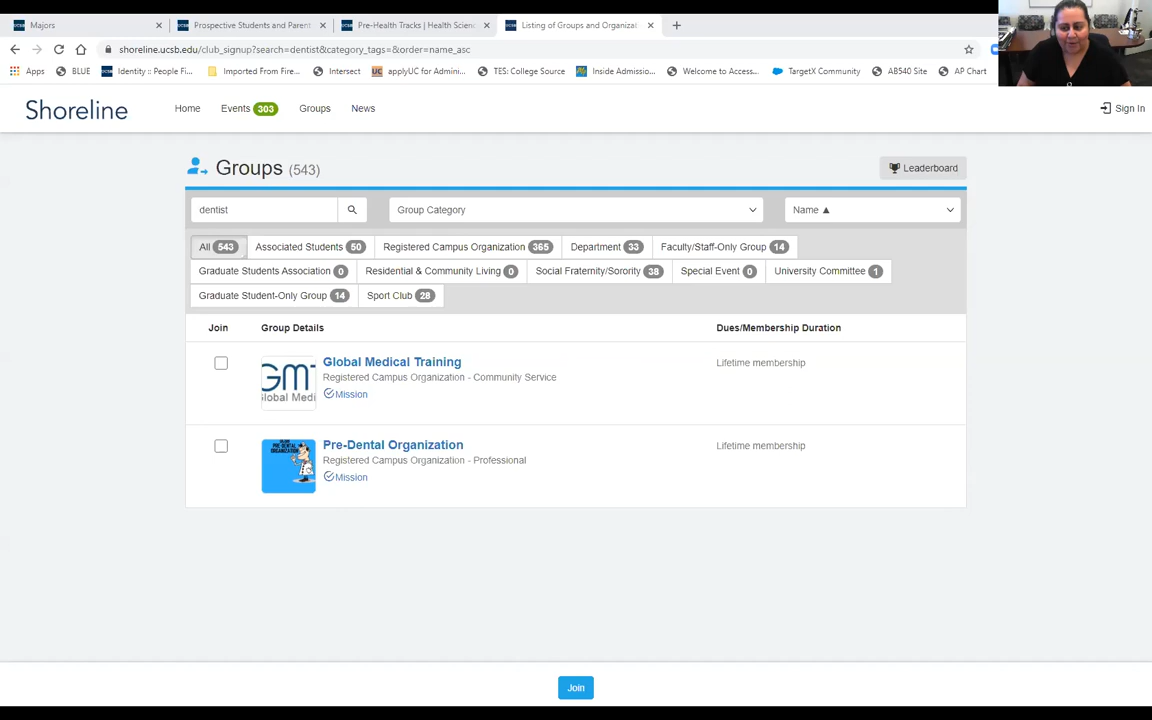 Majors
Prospective Students and Parent
Pre-Health Tracks | Health Scienc
Listing of Groups and Organizat
shoreline.ucsb.edu/club_signup?search=dentist&category_tags=&order=name_asc
Apps BLUE Identity :: People Fi... Imported From Fire... Intersect applyUC for Admini... TES: College Source Inside Admissio... Welcome to Access... TargetX Community AB540 Site AP Chart
Shoreline Home Events 303 Groups News Sign In
Groups (543) Leaderboard
dentist Group Category Name ▲
All 543 Associated Students 50 Registered Campus Organization 365 Department 33 Faculty/Staff-Only Group 14
Graduate Students Association 0 Residential & Community Living 0 Social Fraternity/Sorority 38 Special Event 0 University Committee 1
Graduate Student-Only Group 14 Sport Club 28
Join Group Details Dues/Membership Duration
GMT
Global Medi
Global Medical Training Lifetime membership
Registered Campus Organization - Community Service
Mission
PRE DENTAL
ORGANIZATION
Pre-Dental Organization Lifetime membership
Registered Campus Organization - Professional
Mission
Join